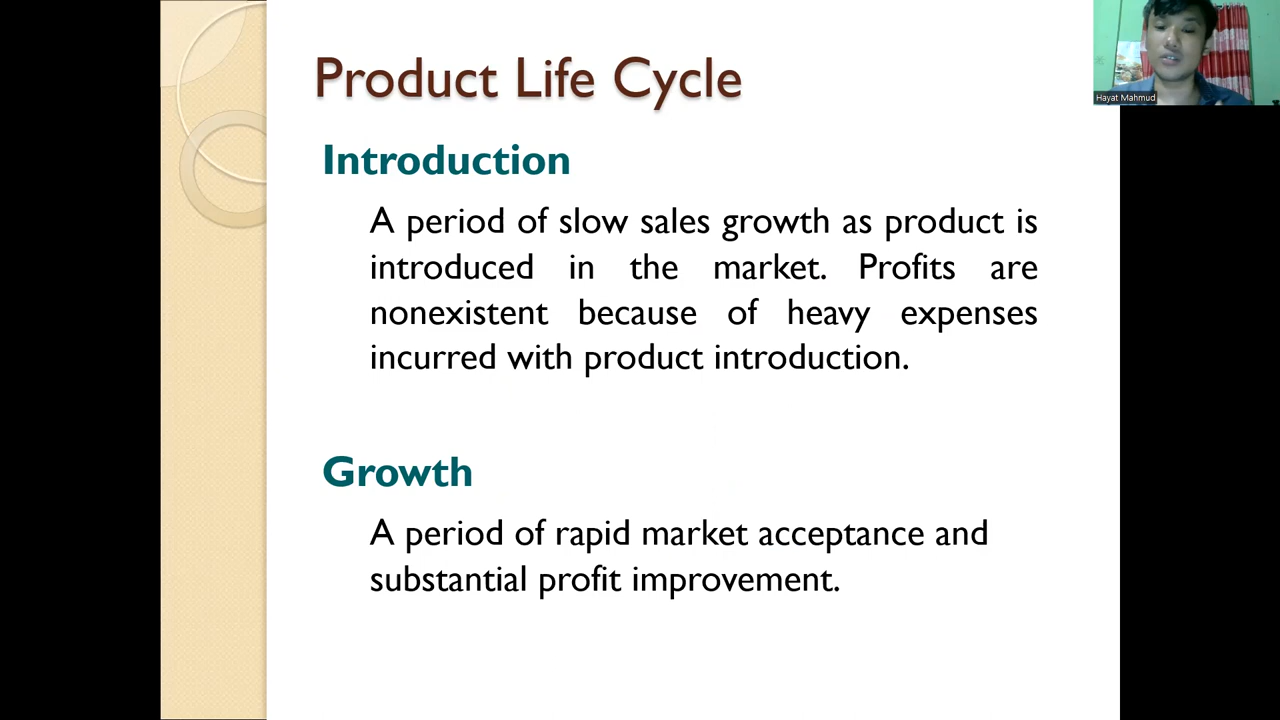 Product Life Cycle
Hayat Mahmud
Introduction
A period of slow sales growth as product is
introduced in the market. Profits are
nonexistent because of heavy expenses
incurred with product introduction.
Growth
A period of rapid market acceptance and
substantial profit improvement.